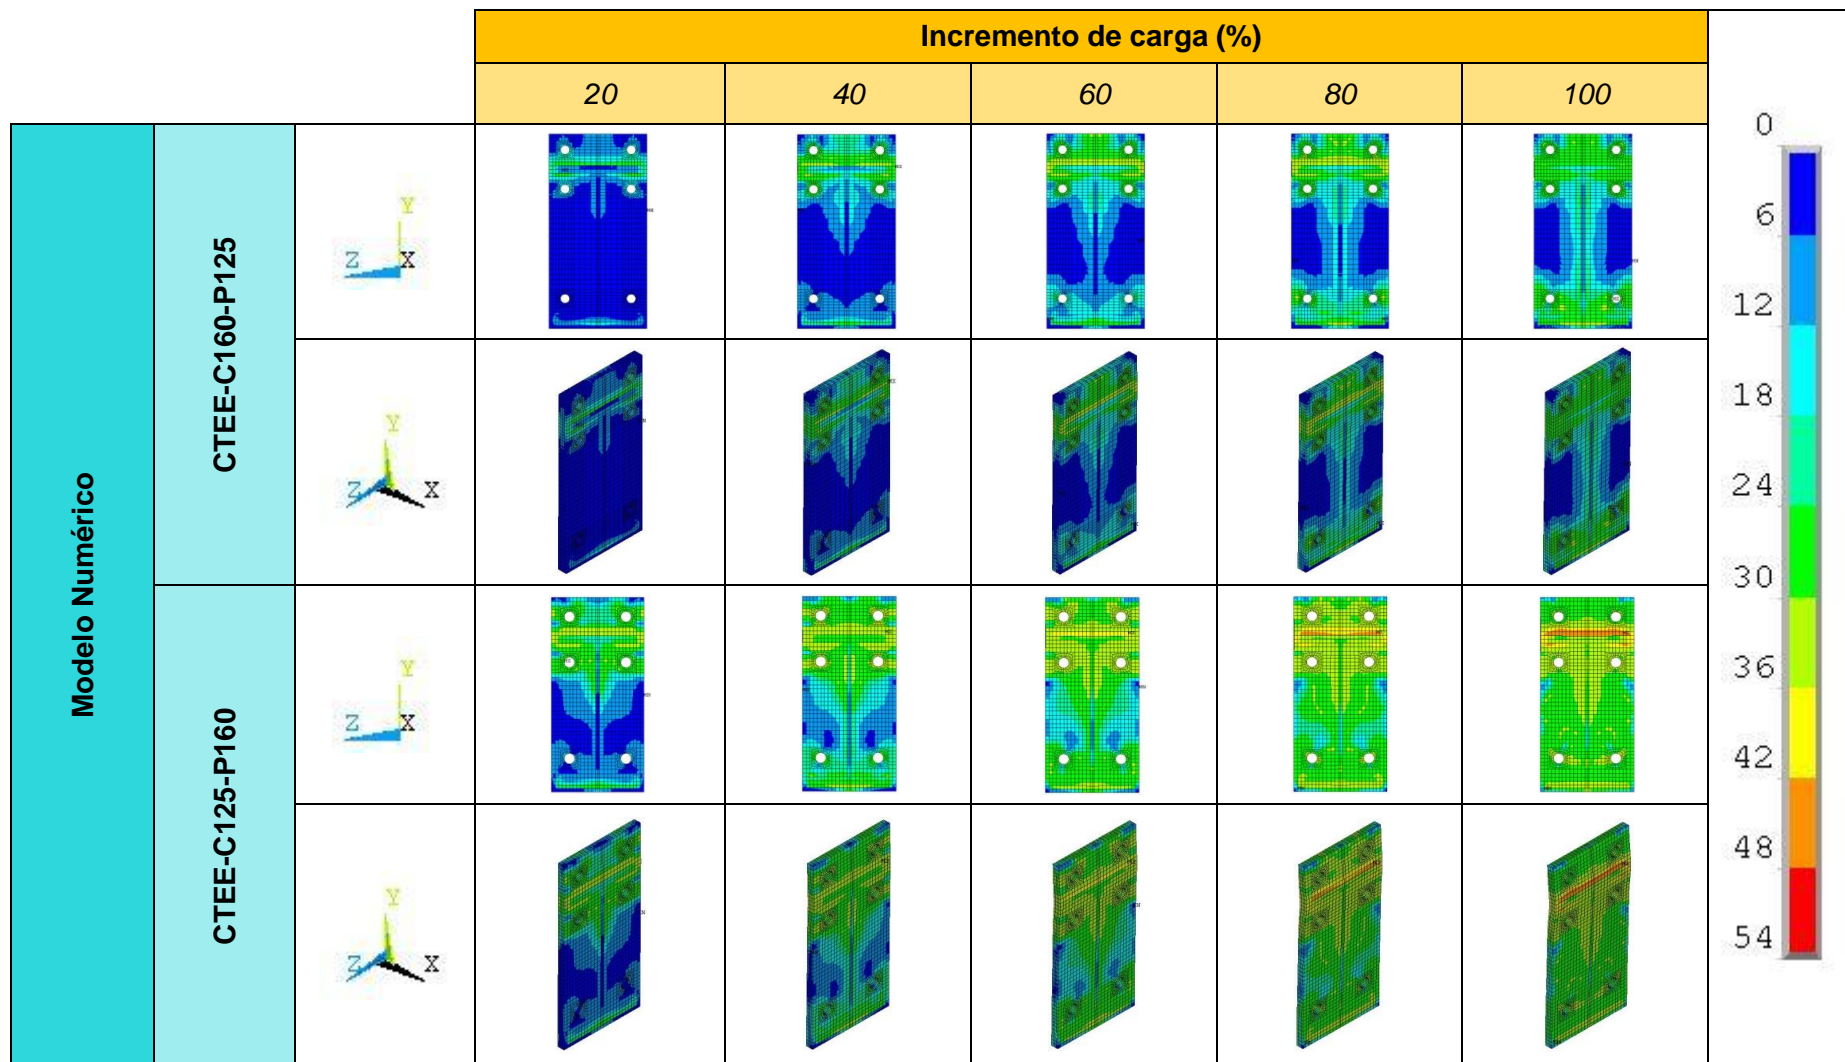 Incremento de carga (%)
20 40 60 80 100
Modelo Numérico
CTEE-C160-P125
Y
Z X
Y
Z X
CTEE-C125-P160
Y
Z X
Y
Z X
0
6
12
18
24
30
36
42
48
54